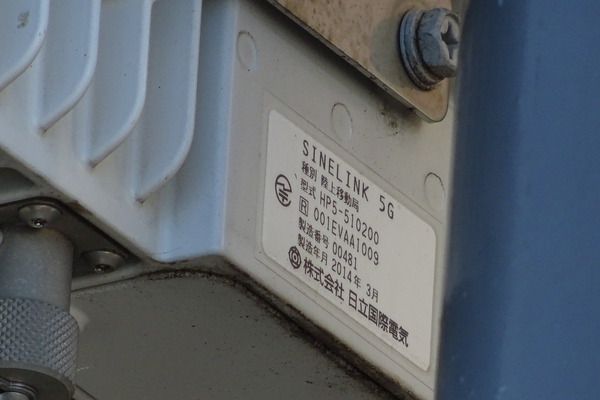 SINELINK 5G
種別 陸上移動局
型式 HP5-510200
R 001EVAA1009
製造番号 00481
製造年月 2014年 3月
株式会社 日立国際電気